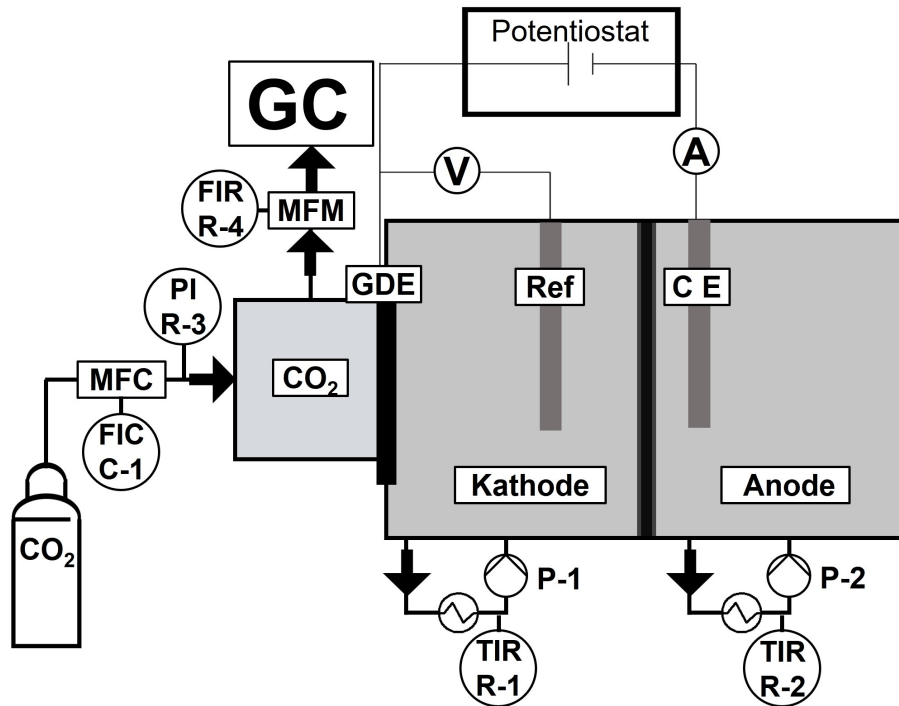 Potentiostat
GC
A
V
FIR
R-4
MFM
GDE
Ref
C E
PI
R-3
CO₂
MFC
FIC
C-1
Kathode
Anode
CO₂
P-1
P-2
TIR
R-1
TIR
R-2